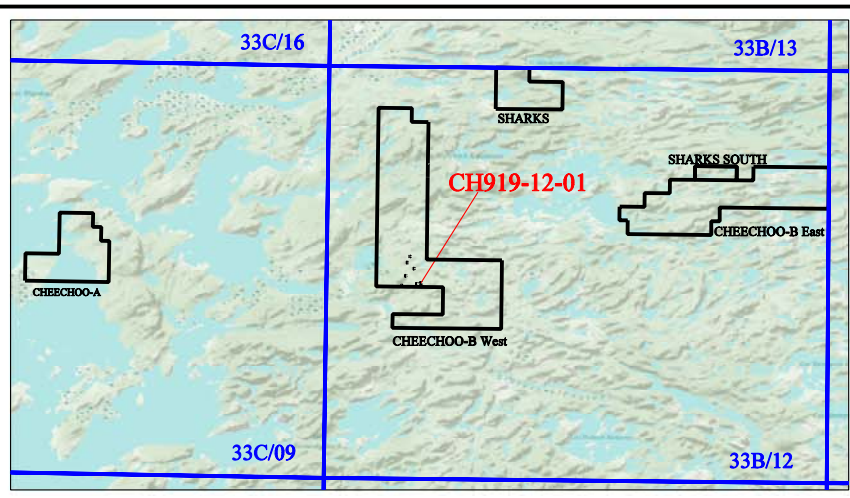 33C/16
33B/13
SHARKS
SHARKS SOUTH
CH919-12-01
CHEECHOO-B East
CHEECHOO-A
CHEECHOO-B West
33C/09
33B/12